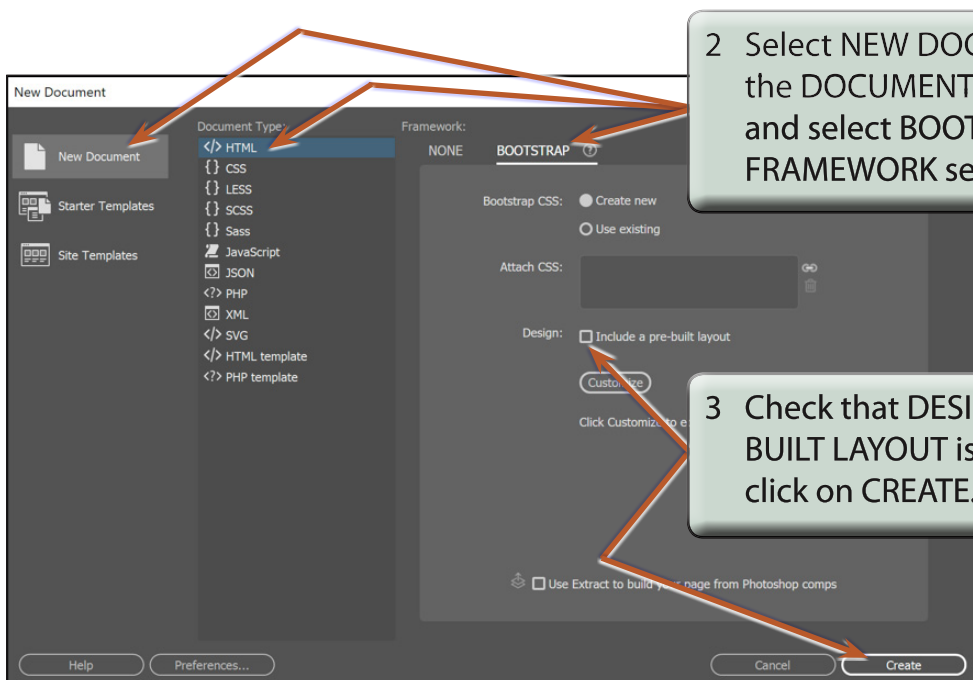 2 Select NEW DOC
the DOCUMENT
and select BOOT
FRAMEWORK se
New Document
New Document
Starter Templates
Site Templates
Document Type:
</> HTML
{} CSS
{} LESS
{} SCSS
{} Sass
JavaScript
JSON
<?> PHP
XML
</> SVG
</> HTML template
<?> PHP template
Framework:
NONE BOOTSTRAP ?
Bootstrap CSS: Create new
Use existing
Attach CSS:
Design: Include a pre-built layout
Customize
Click Customize to e
3 Check that DESI
BUILT LAYOUT is
click on CREATE.
Use Extract to build your page from Photoshop comps
Help Preferences... Cancel Create